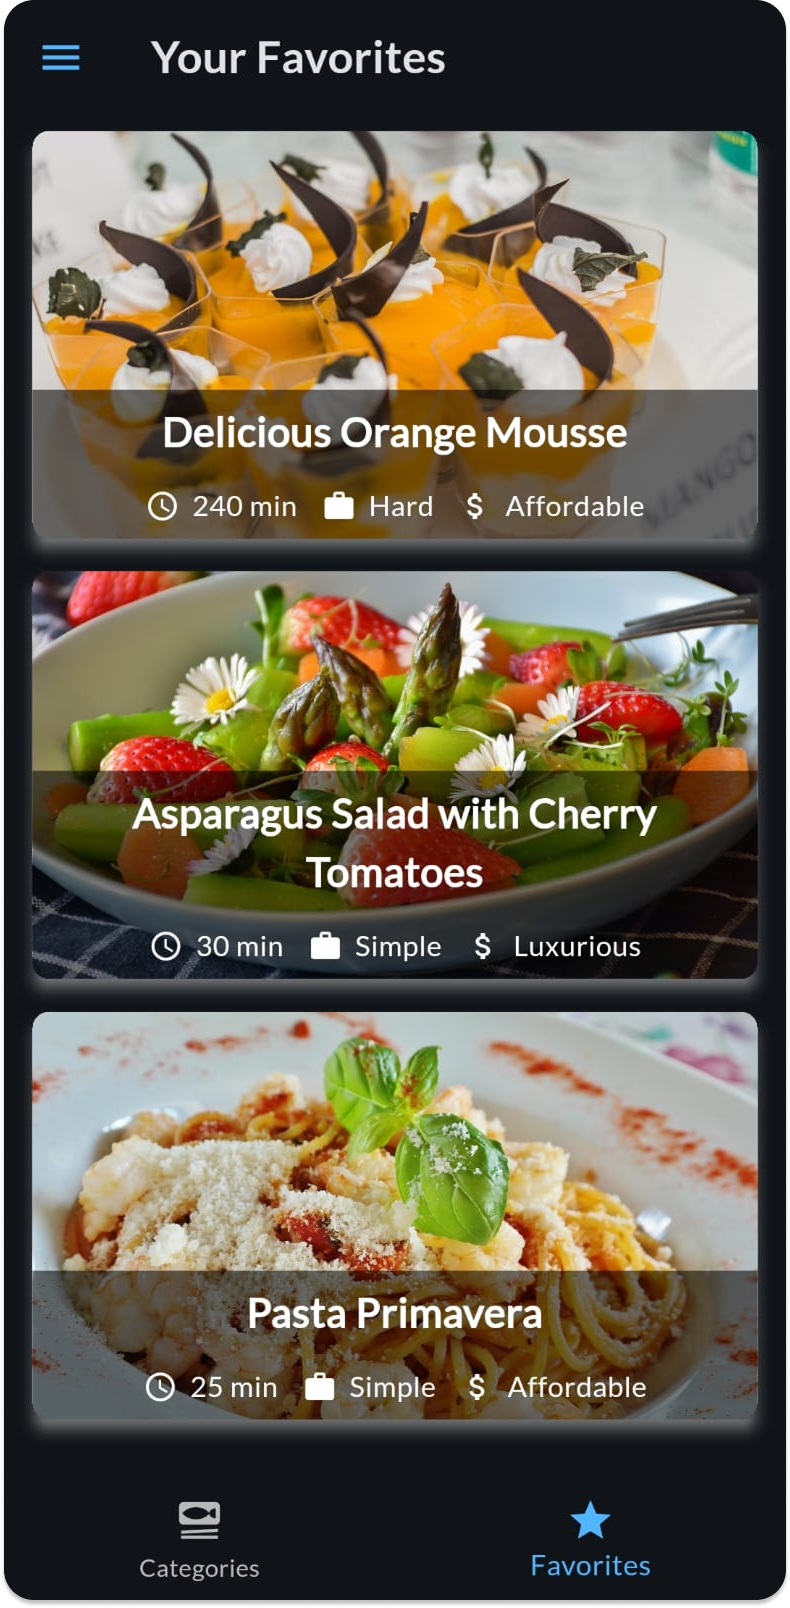 Your Favorites
MANGO
Delicious Orange Mousse
240 min Hard $ Affordable
Asparagus Salad with Cherry
Tomatoes
30 min Simple $ Luxurious
Pasta Primavera
25 min Simple $ Affordable
Categories Favorites